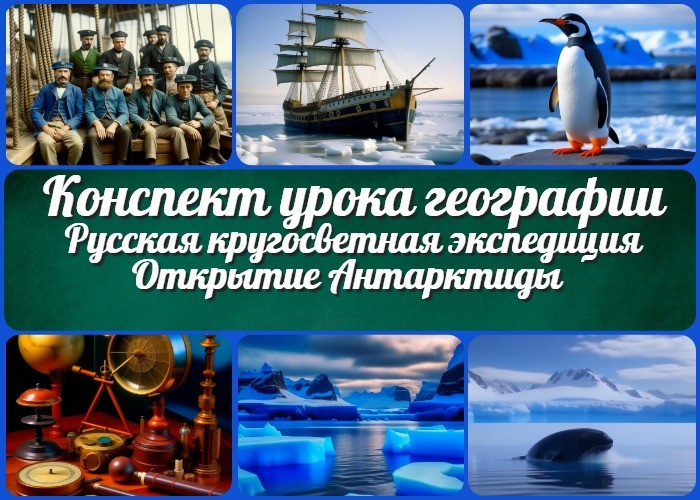 Конспект урока географии
Русская кругосветная экспедиция
Открытие Антарктиды